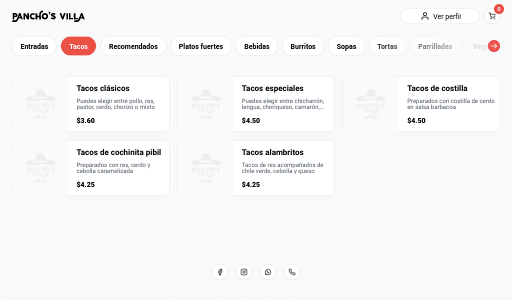 PANCHO'S VILLA
Ver perfil
0
Entradas
Tacos
Recomendados
Platos fuertes
Bebidas
Burritos
Sopas
Tortas
Parrilladas
Tacos clásicos
Puedes elegir entre pollo, res,
pastor, cerdo, chorizo o mixto
$3.60
Tacos especiales
Puedes elegir entre chicharrón,
lengua, choriqueso, camarón,...
$4.50
Tacos de costilla
Preparados con costilla de cerdo
en salsa barbacoa
$4.50
Tacos de cochinita pibil
Preparados con res, cerdo y
cebolla caramelizada
$4.25
Tacos alambritos
Tacos de res acompañados de
chile verde, cebolla y queso
$4.25